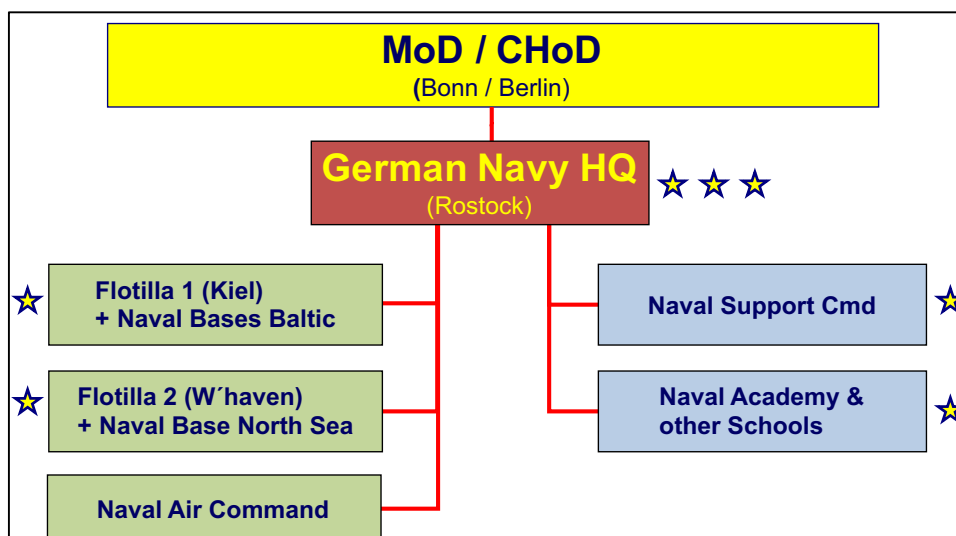 MoD / CHoD
(Bonn / Berlin)
German Navy HQ
(Rostock)
Flotilla 1 (Kiel)
+ Naval Bases Baltic
Naval Support Cmd
Flotilla 2 (W´haven)
+ Naval Base North Sea
Naval Academy &
other Schools
Naval Air Command